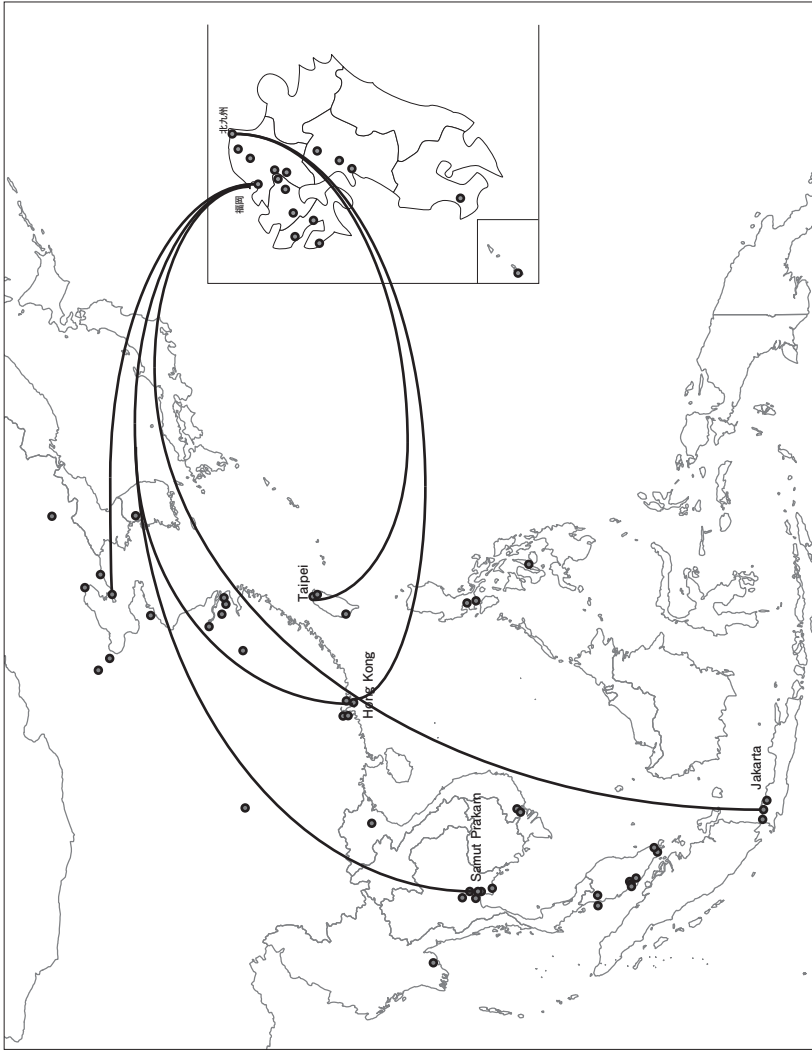 北九州
福岡
Taipei
Hong Kong
Samut Prakarn
Jakarta